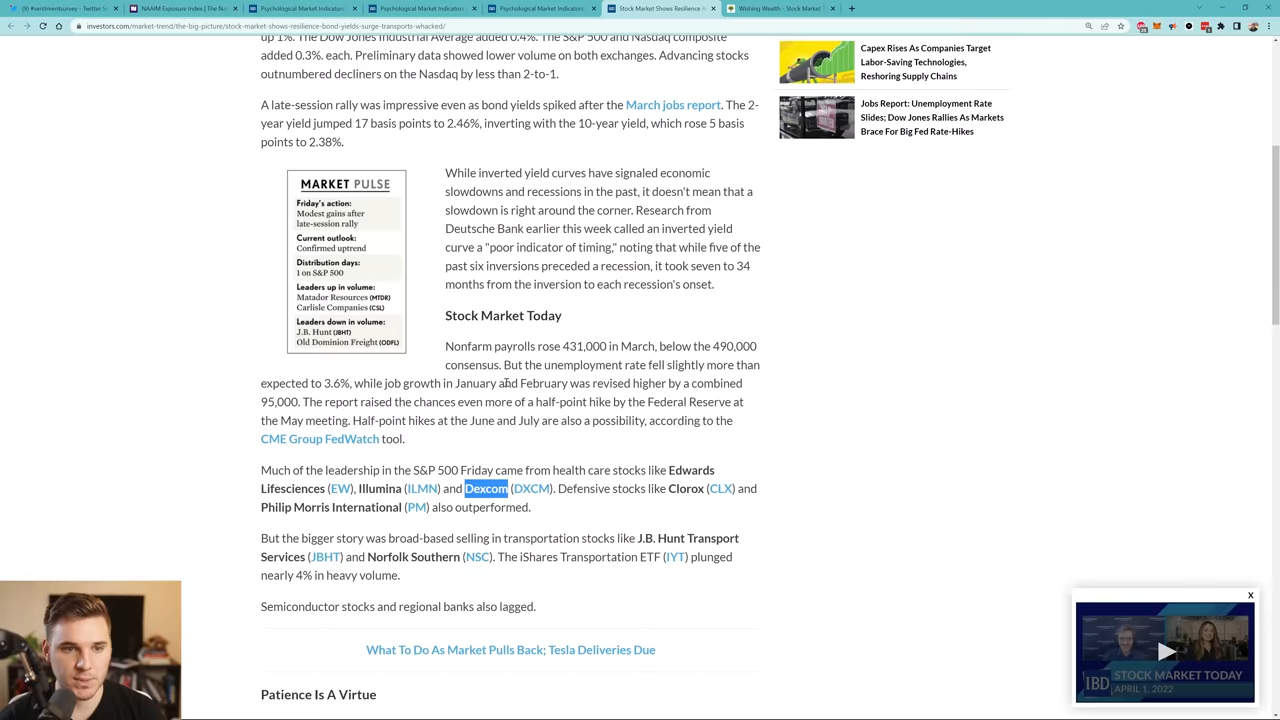 (9) #sentimentsurvey - Twitter S
NAAIM Exposure Index | The Na
Psychological Market Indicators
Psychological Market Indicators
Psychological Market Indicators
Stock Market Shows Resilience A
Wishing Wealth - Stock Market T
investors.com/market-trend/the-big-picture/stock-market-shows-resilience-bond-yields-surge-transports-whacked/
up 1%. The Dow Jones Industrial Average added 0.4%. The S&P 500 and Nasdaq composite
added 0.3%. each. Preliminary data showed lower volume on both exchanges. Advancing stocks
outnumbered decliners on the Nasdaq by less than 2-to-1.
A late-session rally was impressive even as bond yields spiked after the March jobs report. The 2-
year yield jumped 17 basis points to 2.46%, inverting with the 10-year yield, which rose 5 basis
points to 2.38%.
MARKET PULSE
Friday's action:
Modest gains after
late-session rally
Current outlook:
Confirmed uptrend
Distribution days:
1 on S&P 500
Leaders up in volume:
Matador Resources (MTDR)
Carlisle Companies (CSL)
Leaders down in volume:
J.B. Hunt (JBHT)
Old Dominion Freight (ODFL)
While inverted yield curves have signaled economic
slowdowns and recessions in the past, it doesn't mean that a
slowdown is right around the corner. Research from
Deutsche Bank earlier this week called an inverted yield
curve a "poor indicator of timing," noting that while five of the
past six inversions preceded a recession, it took seven to 34
months from the inversion to each recession's onset.
Stock Market Today
Nonfarm payrolls rose 431,000 in March, below the 490,000
consensus. But the unemployment rate fell slightly more than
expected to 3.6%, while job growth in January and February was revised higher by a combined
95,000. The report raised the chances even more of a half-point hike by the Federal Reserve at
the May meeting. Half-point hikes at the June and July are also a possibility, according to the
CME Group FedWatch tool.
Much of the leadership in the S&P 500 Friday came from health care stocks like Edwards
Lifesciences (EW), Illumina (ILMN) and Dexcom (DXCM). Defensive stocks like Clorox (CLX) and
Philip Morris International (PM) also outperformed.
But the bigger story was broad-based selling in transportation stocks like J.B. Hunt Transport
Services (JBHT) and Norfolk Southern (NSC). The iShares Transportation ETF (IYT) plunged
nearly 4% in heavy volume.
Semiconductor stocks and regional banks also lagged.
What To Do As Market Pulls Back; Tesla Deliveries Due
Patience Is A Virtue
Capex Rises As Companies Target
Labor-Saving Technologies,
Reshoring Supply Chains
Jobs Report: Unemployment Rate
Slides; Dow Jones Rallies As Markets
Brace For Big Fed Rate-Hikes
X
IBD
STOCK MARKET TODAY
APRIL 1, 2022